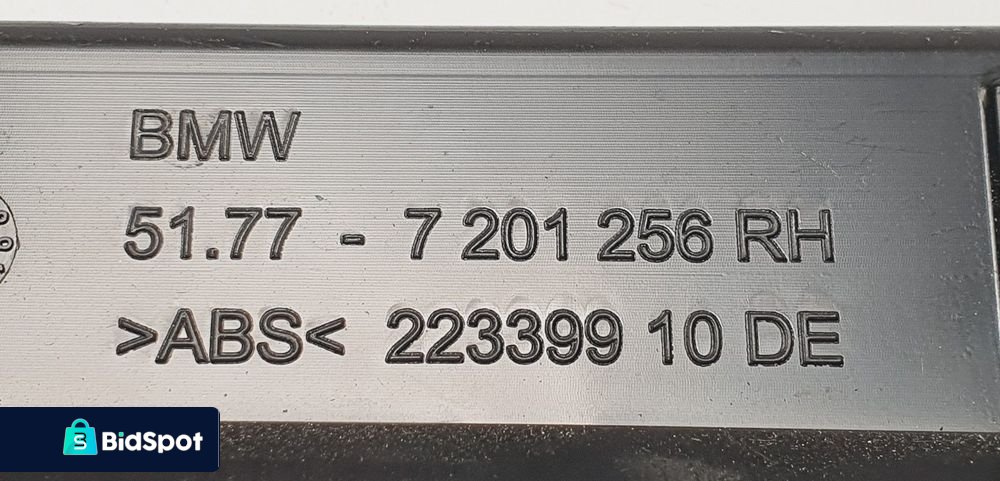 BMW
51.77 - 7 201 256 RH
>ABS< 223399 10 DE
BidSpot